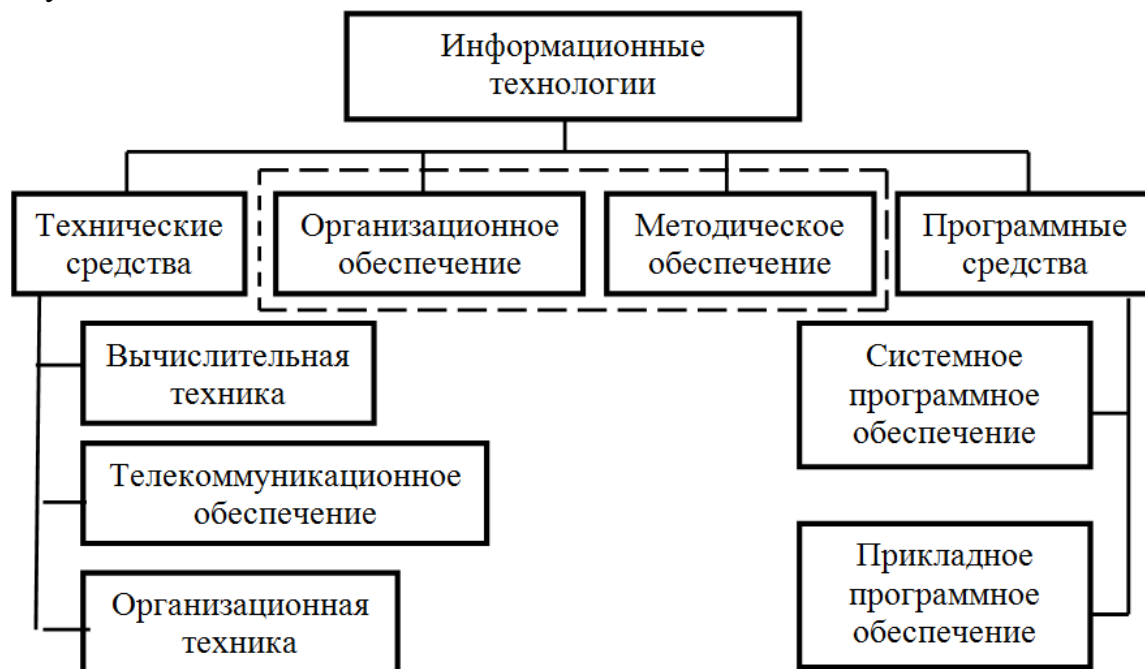 Информационные
технологии
Технические
средства
Организационное
обеспечение
Методическое
обеспечение
Программные
средства
Вычислительная
техника
Телекоммуникационное
обеспечение
Организационная
техника
Системное
программное
обеспечение
Прикладное
программное
обеспечение